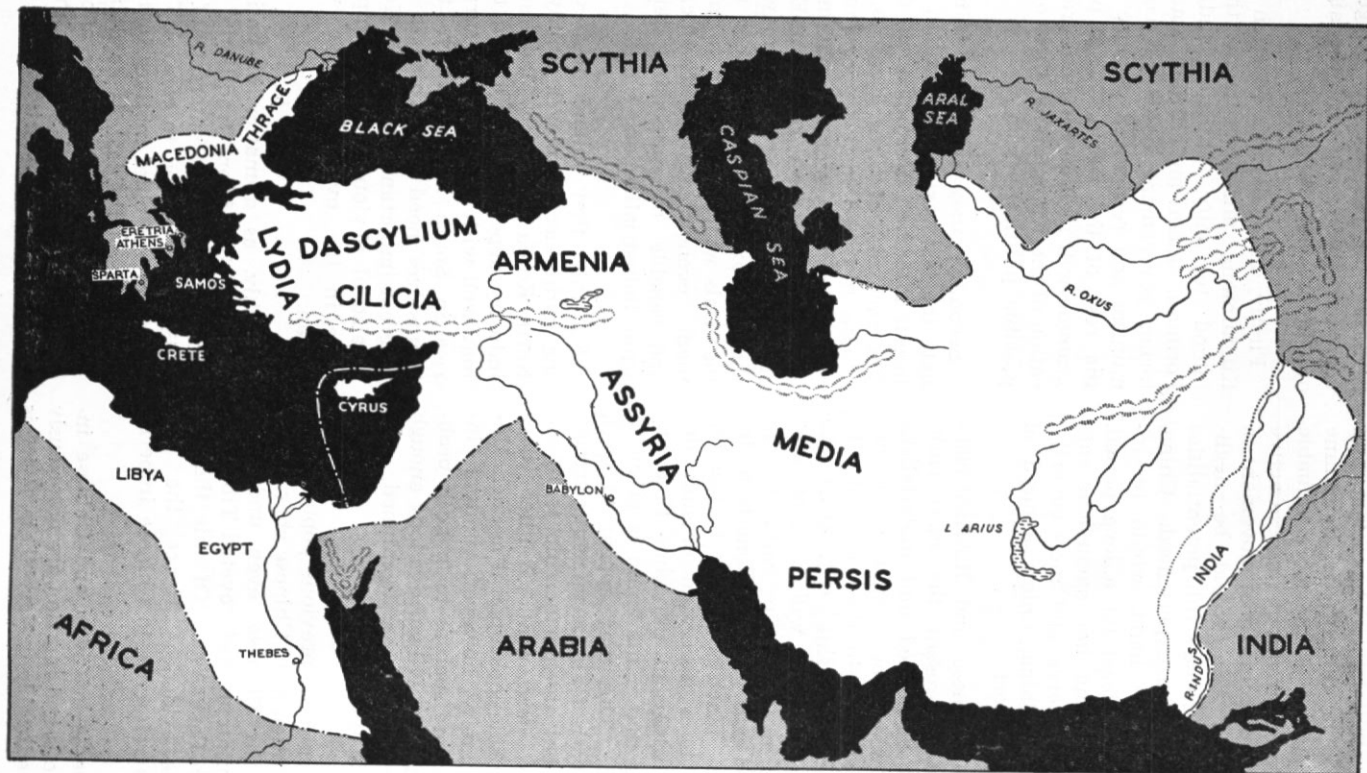 R. DANUBE
SCYTHIA
SCYTHIA
THRACE
BLACK SEA
ARAL
SEA
R. JAXARTES
MACEDONIA
CASPIAN SEA
ERETRIA
ATHENS
SPARTA
SAMOS
LYDIA
DASCYLIUM
ARMENIA
CILICIA
R. OXUS
CRETE
CYRUS
ASSYRIA
MEDIA
LIBYA
BABYLON
L ARIUS
EGYPT
PERSIS
INDIA
AFRICA
THEBES
ARABIA
R. INDUS
INDIA